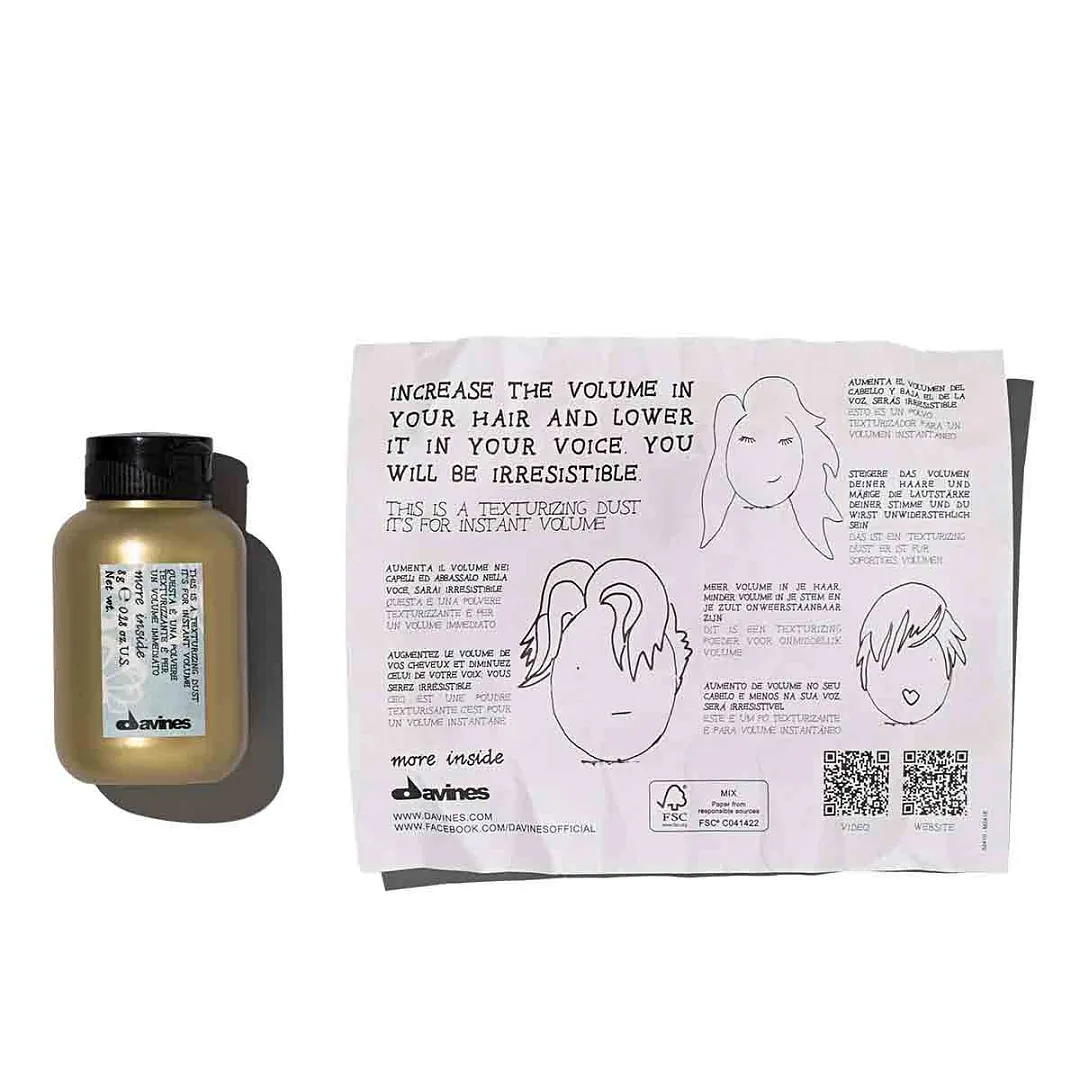 THIS IS A TEXTURIZING DUST
IT'S FOR INSTANT VOLUME
QUESTA È UNA POLVERE
TEXTURIZZANTE È PER
UN VOLUME IMMEDIATO
more inside
8 g e 0.28 oz. U.S.
Net wt.
davines
INCREASE THE VOLUME IN
YOUR HAIR AND LOWER
IT IN YOUR VOICE. YOU
WILL BE IRRESISTIBLE.
THIS IS A TEXTURIZING DUST
IT'S FOR INSTANT VOLUME
AUMENTA IL VOLUME NEI
CAPELLI ED ABBASSALO NELLA
VOCE, SARAI IRRESISTIBILE
QUESTA È UNA POLVERE
TEXTURIZZANTE È PER
UN VOLUME IMMEDIATO
AUGMENTEZ LE VOLUME DE
VOS CHEVEUX ET DIMINUEZ
CELUI DE VOTRE VOIX: VOUS
SEREZ IRRÉSISTIBLE
CECI EST UNE POUDRE
TEXTURISANTE C'EST POUR
UN VOLUME INSTANTANÉ
more inside
davines
WWW.DAVINES.COM
WWW.FACEBOOK.COM/DAVINESOFFICIAL
AUMENTA EL VOLUMEN DEL
CABELLO Y BAJA EL DE LA
VOZ, SERÁS IRRESISTIBLE
ESTO ES UN POLVO
TEXTURIZADOR PARA UN
VOLUMEN INSTANTÁNEO
STEIGERE DAS VOLUMEN
DEINER HAARE UND
MÄßIGE DIE LAUTSTÄRKE
DEINER STIMME UND DU
WIRST UNWIDERSTEHLICH
SEIN
DAS IST EIN TEXTURIZING
DUST ER IST FÜR
SOFORTIGES VOLUMEN
MEER VOLUME IN JE HAAR,
MINDER VOLUME IN JE STEM EN
JE ZULT ONWEERSTAANBAAR
ZIJN
DIT IS EEN TEXTURIZING
POEDER VOOR ONMIDDELLIJK
VOLUME
AUMENTO DE VOLUME NO SEU
CABELO E MENOS NA SUA VOZ.
SERÁ IRRESISTÍVEL
ESTE É UM PÓ TEXTURIZANTE
E PARA VOLUME INSTANTÂNEO
FSC
www.fsc.org
MIX
Paper from
responsible sources
FSC® C041422
VIDEO
WEBSITE